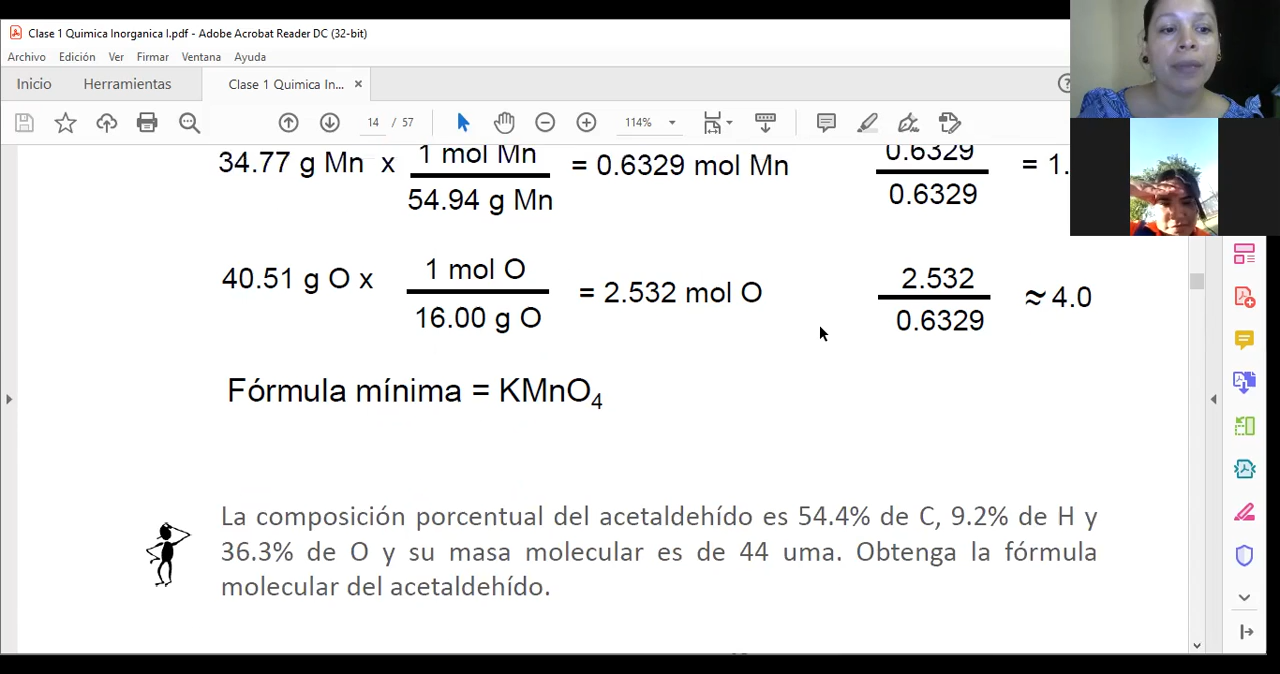 Clase 1 Quimica Inorganica I.pdf - Adobe Acrobat Reader DC (32-bit)
Archivo Edición Ver Firmar Ventana Ayuda
Inicio Herramientas Clase 1 Quimica In... ×
14 / 57 114%
34.77 g Mn x 1 mol Mn = 0.6329 mol Mn 0.6329 = 1.
54.94 g Mn 0.6329
40.51 g O x 1 mol O = 2.532 mol O 2.532 ≈ 4.0
16.00 g O 0.6329
Fórmula mínima = KMnO₄
La composición porcentual del acetaldehído es 54.4% de C, 9.2% de H y
36.3% de O y su masa molecular es de 44 uma. Obtenga la fórmula
molecular del acetaldehído.